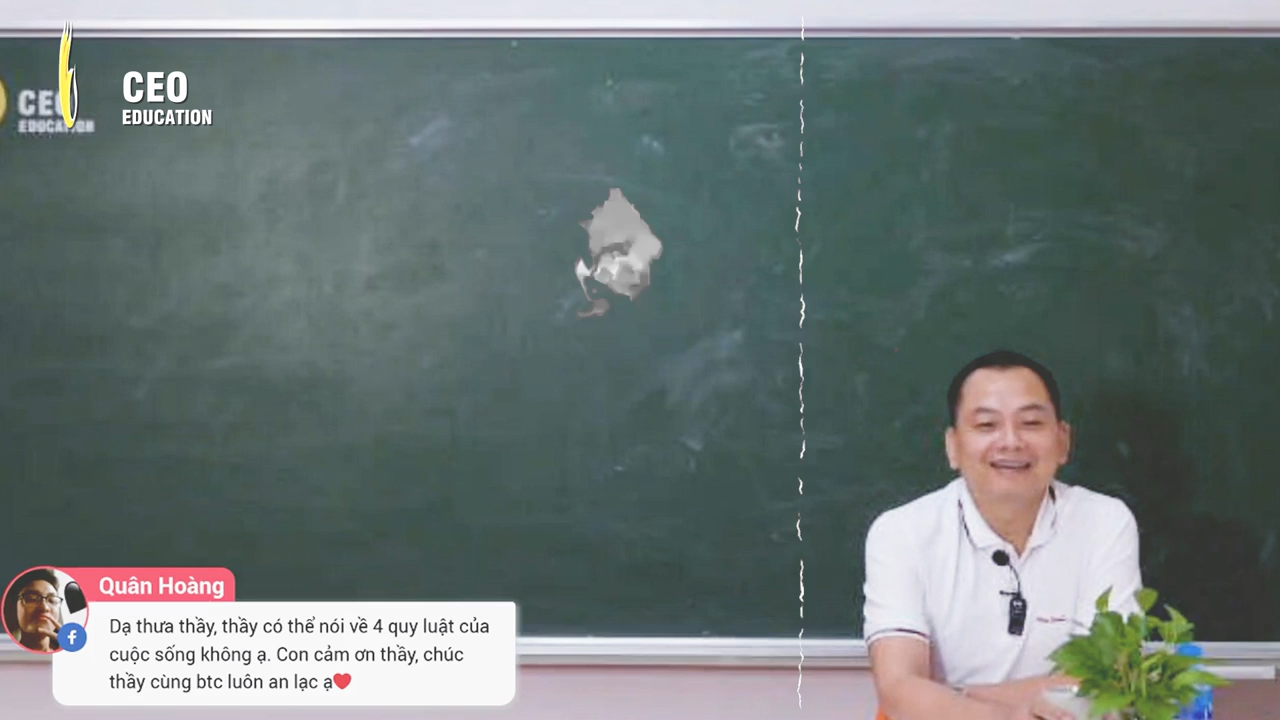 CEO
EDUCATION
CE
EDUCATION
Quân Hoàng
Dạ thưa thầy, thầy có thể nói về 4 quy luật của
cuộc sống không ạ. Con cảm ơn thầy, chúc
thầy cùng btc luôn an lạc ạ❤